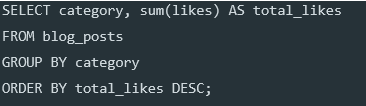 SELECT category, sum(likes) AS total_likes
FROM blog_posts
GROUP BY category
ORDER BY total_likes DESC;